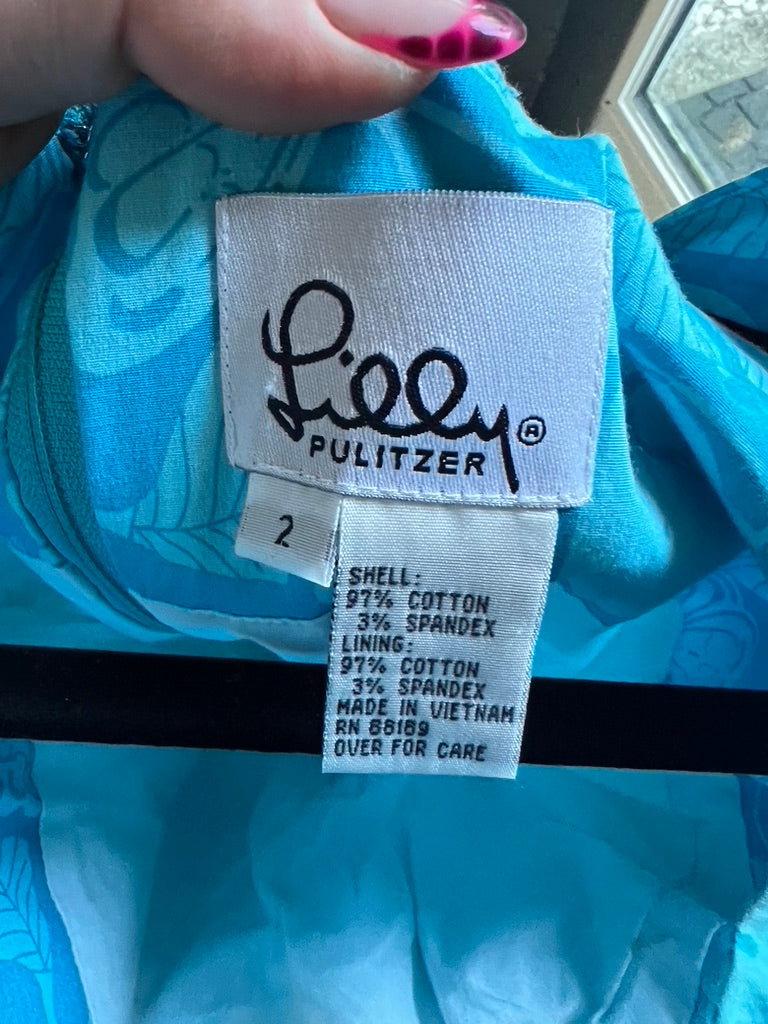 Lilly®
PULITZER
2
SHELL:
97% COTTON
3% SPANDEX
LINING:
97% COTTON
3% SPANDEX
MADE IN VIETNAM
RN 66169
OVER FOR CARE